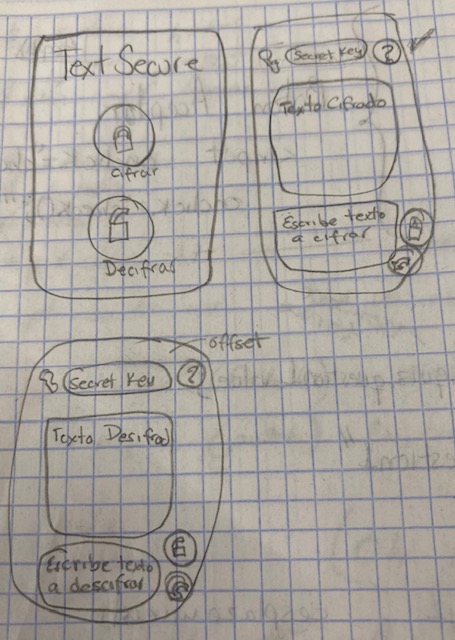 Text Secure
Cifrar
Decifrar
Secret Key ?
Texto Cifrado
Escribe texto
a cifrar
offset
Secret Key ?
Texto Desifrad
Escribe texto
a descifrar